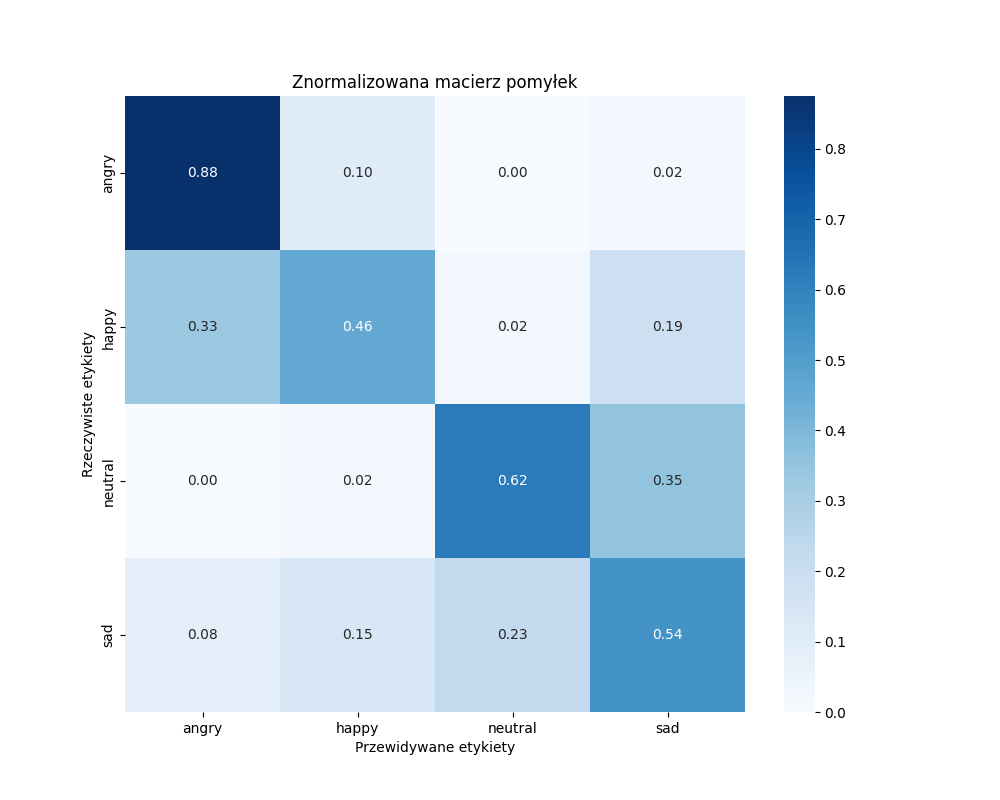 Znormalizowana macierz pomyłek
angry
0.88 0.10 0.00 0.02
happy
0.33 0.46 0.02 0.19
neutral
0.00 0.02 0.62 0.35
sad
0.08 0.15 0.23 0.54
Rzeczywiste etykiety
angry happy neutral sad
Przewidywane etykiety
0.8
0.7
0.6
0.5
0.4
0.3
0.2
0.1
0.0